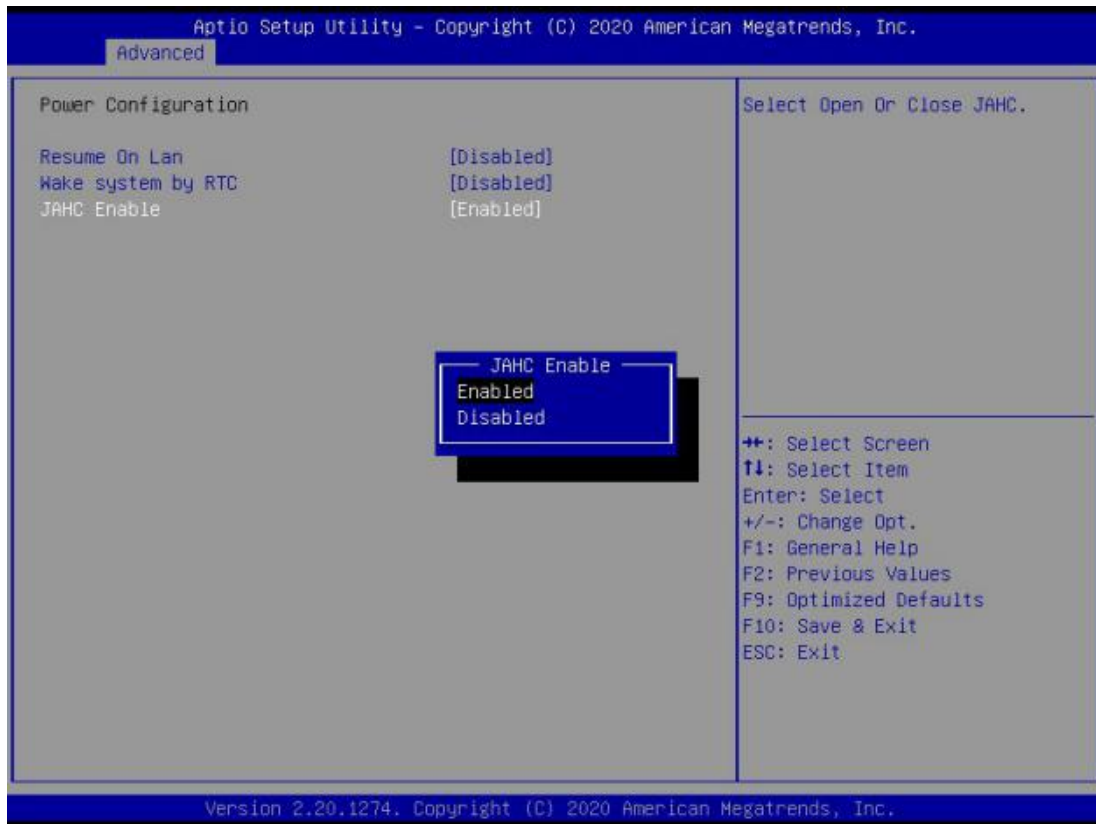 Aptio Setup Utility – Copyright (C) 2020 American Megatrends, Inc.
Advanced
Power Configuration
Resume On Lan [Disabled]
Wake system by RTC [Disabled]
JAHC Enable [Enabled]
JAHC Enable
Enabled
Disabled
Select Open Or Close JAHC.
→←: Select Screen
↑↓: Select Item
Enter: Select
+/-: Change Opt.
F1: General Help
F2: Previous Values
F9: Optimized Defaults
F10: Save & Exit
ESC: Exit
Version 2.20.1274. Copyright (C) 2020 American Megatrends, Inc.